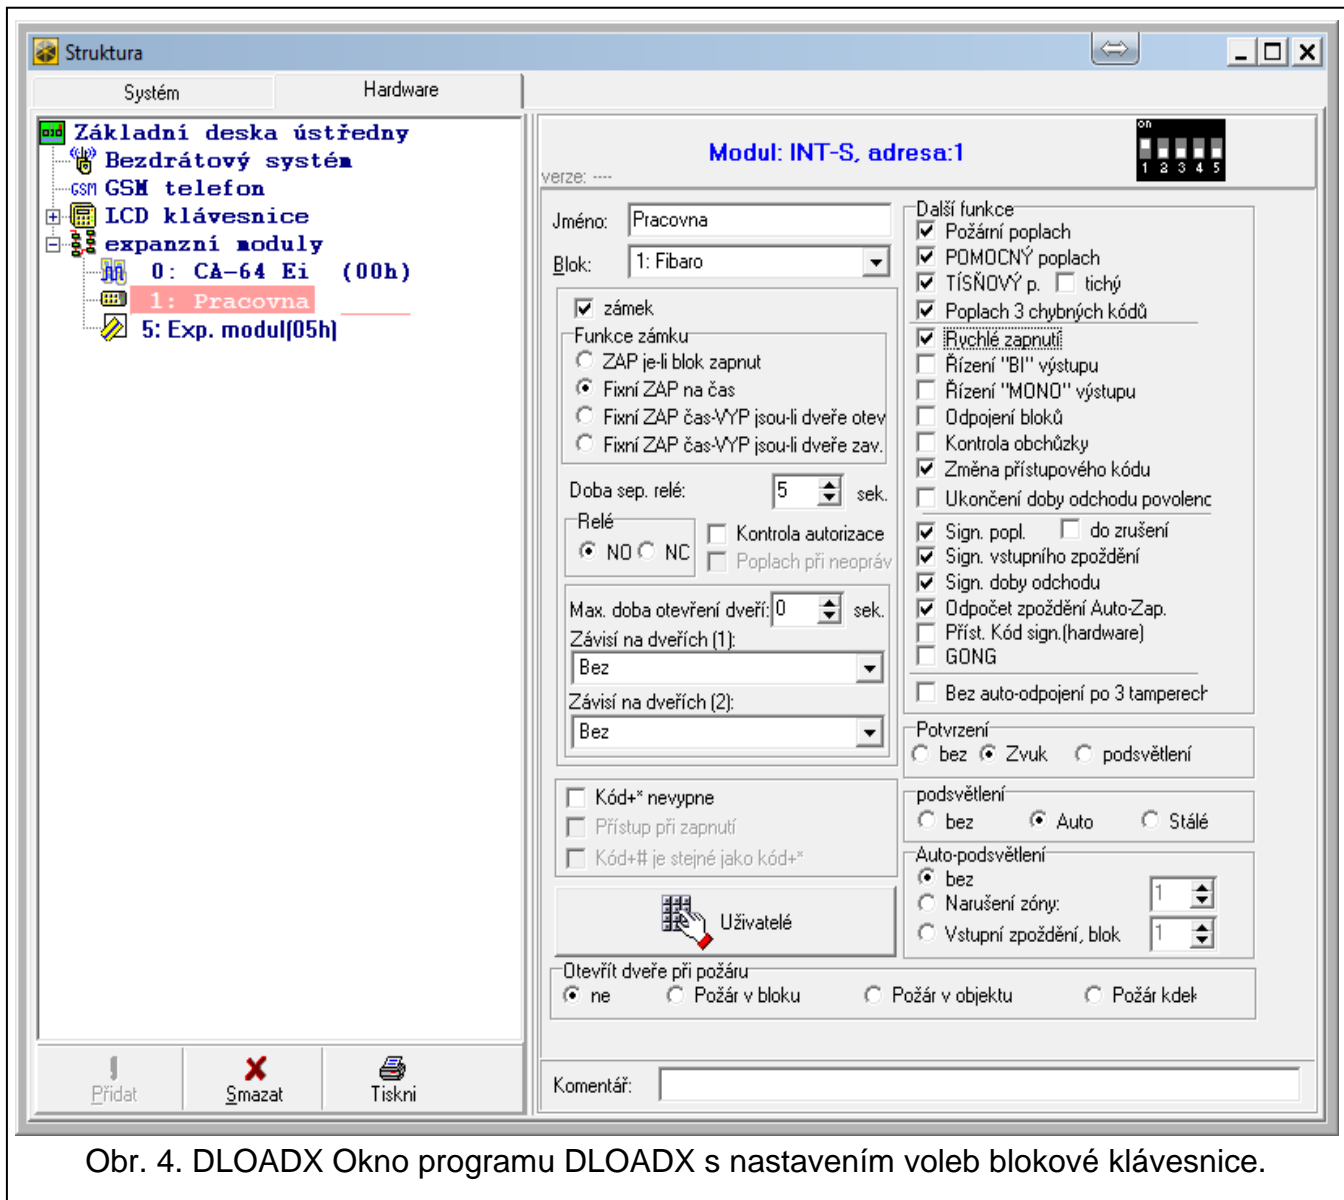 Struktura
Systém
Hardware
Základní deska ústředny
Bezdrátový systém
GSM GSM telefon
LCD klávesnice
expanzní moduly
0: CA-64 Ei (00h)
1: Pracovna
5: Exp. modul(05h)
Přidat
Smazat
Tiskni
Modul: INT-S, adresa:1
verze: ----
on
1 2 3 4 5
Jméno: Pracovna
Blok: 1: Fibaro
zámek
Funkce zámku
ZAP je-li blok zapnut
Fixní ZAP na čas
Fixní ZAP čas-VYP jsou-li dveře otev
Fixní ZAP čas-VYP jsou-li dveře zav.
Doba sep. relé: 5 sek.
Relé
NO NC
Kontrola autorizace
Poplach při neopráv
Max. doba otevření dveří: 0 sek.
Závisí na dveřích (1):
Bez
Závisí na dveřích (2):
Bez
Kód+* nevypne
Přístup při zapnutí
Kód+# je stejné jako kód+*
Uživatelé
Další funkce
Požární poplach
POMOCNÝ poplach
TÍSŇOVÝ p. tichý
Poplach 3 chybných kódů
Rychlé zapnutí
Řízení "BI" výstupu
Řízení "MONO" výstupu
Odpojení bloků
Kontrola obchůzky
Změna přístupového kódu
Ukončení doby odchodu povolenc
Sign. popl. do zrušení
Sign. vstupního zpoždění
Sign. doby odchodu
Odpočet zpoždění Auto-Zap.
Příst. Kód sign.(hardware)
GONG
Bez auto-odpojení po 3 tamperech
Potvrzení
bez Zvuk podsvětlení
podsvětlení
bez Auto Stálé
Auto-podsvětlení
bez
Narušení zóny: 1
Vstupní zpoždění, blok 1
Otevřít dveře při požáru
ne Požár v bloku Požár v objektu Požár kdek
Komentář:
Obr. 4. DLOADX Okno programu DLOADX s nastavením voleb blokové klávesnice.